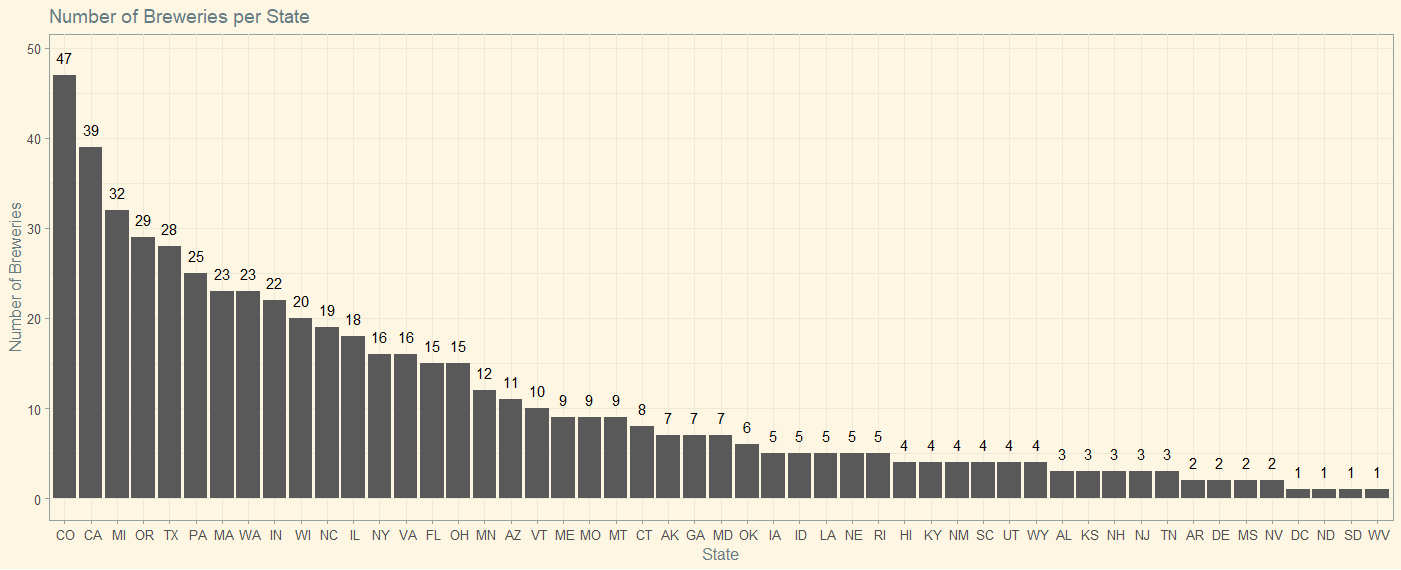 Number of Breweries per State
Number of Breweries
50
40
30
20
10
0
47 39 32 29 28 25 23 23 22 20 19 18 16 16 15 15 12 11 10 9 9 9 8 7 7 7 6 5 5 5 5 5 4 4 4 4 4 4 3 3 3 3 3 2 2 2 2 1 1 1 1
CO CA MI OR TX PA MA WA IN WI NC IL NY VA FL OH MN AZ VT ME MO MT CT AK GA MD OK IA ID LA NE RI HI KY NM SC UT WY AL KS NH NJ TN AR DE MS NV DC ND SD WV
State